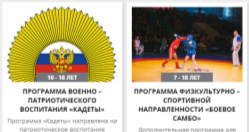 10 - 18 ЛЕТ
ПРОГРАММА ВОЕННО -
ПАТРИОТИЧЕСКОГО
ВОСПИТАНИЯ «КАДЕТЫ»
Программа «Кадеты» направлена на
патриотическое воспитание
7 - 18 ЛЕТ
ПРОГРАММА ФИЗКУЛЬТУРНО -
СПОРТИВНОЙ
НАПРАВЛЕННОСТИ «БОЕВОЕ
САМБО»
Дополнительная программа для